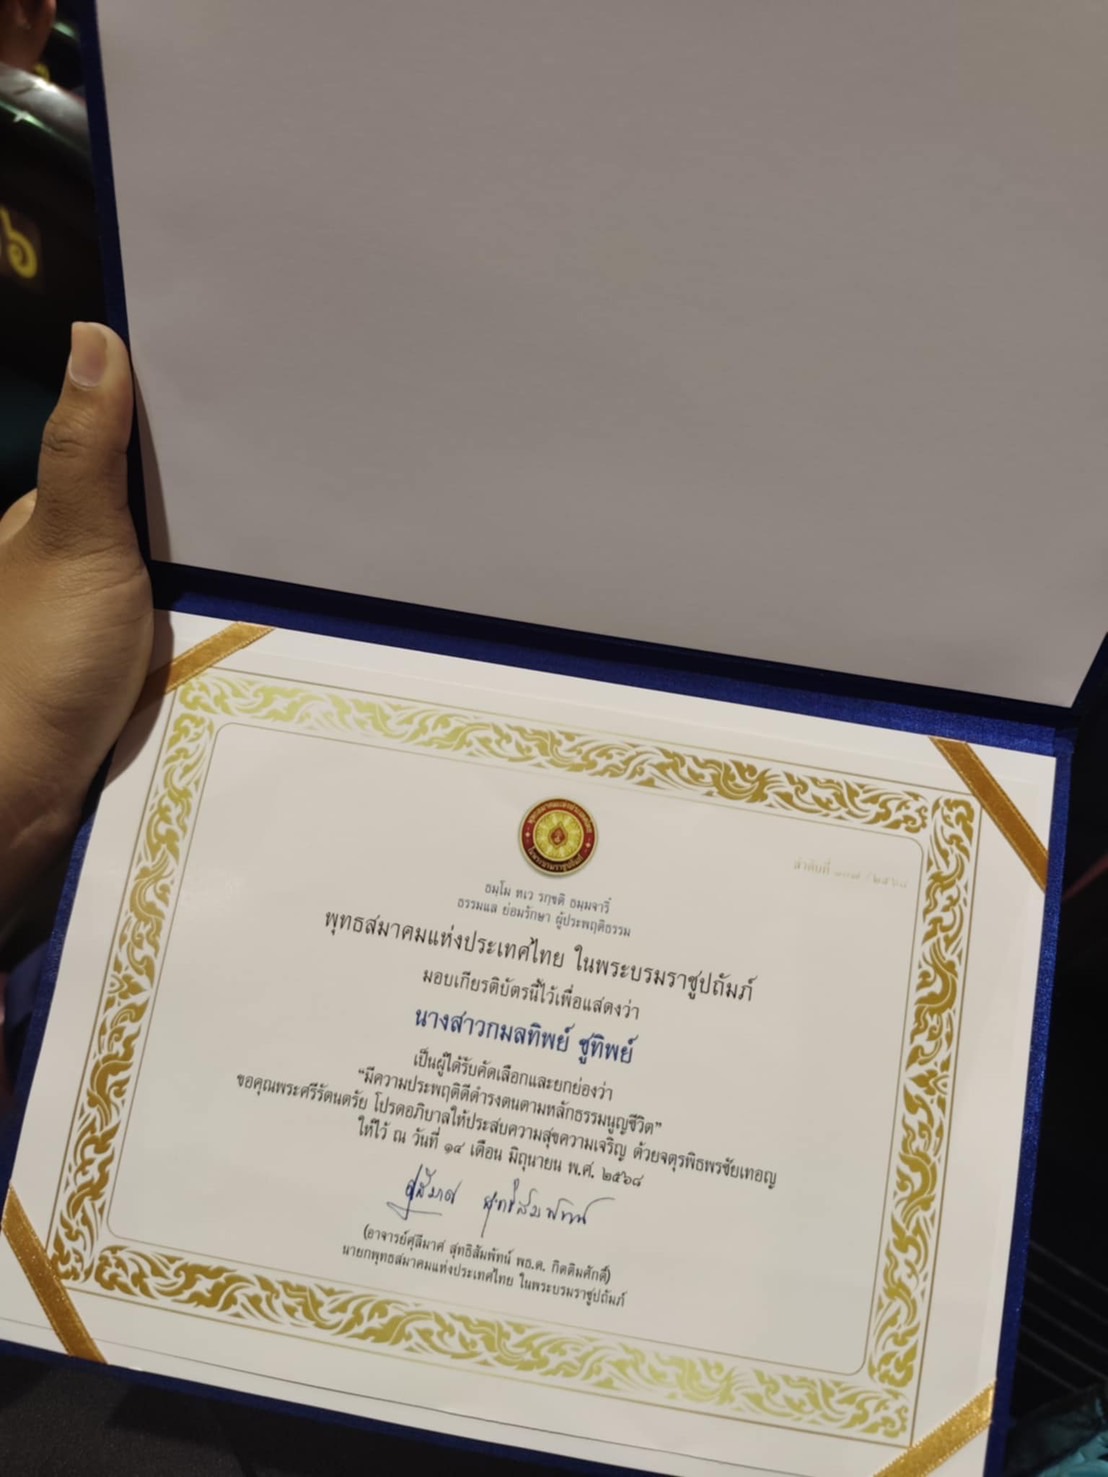 ลำดับที่
ธมฺโม หเว รกฺขติ ธมฺมจารึ
ธรรมแล ย่อมรักษา ผู้ประพฤติธรรม
พุทธสมาคมแห่งประเทศไทย ในพระบรมราชูปถัมภ์
มอบเกียรติบัตรนี้ไว้เพื่อแสดงว่า
นางสาวกมลทิพย์ ชูทิพย์
เป็นผู้ได้รับคัดเลือกและยกย่องว่า
“มีความประพฤติดีดำรงตนตามหลักธรรมนูญชีวิต”
ขอคุณพระศรีรัตนตรัย โปรดอภิบาลให้ประสบความสุขความเจริญ ด้วยจตุรพิธพรชัยเทอญ
ให้ไว้ ณ วันที่ ๑๔ เดือน มิถุนายน พ.ศ. ๒๕๖๘
(อาจารย์ศุลีมาศ สุทธิสัมพัทน์ พธ.ด. กิตติมศักดิ์)
นายกพุทธสมาคมแห่งประเทศไทย ในพระบรมราชูปถัมภ์